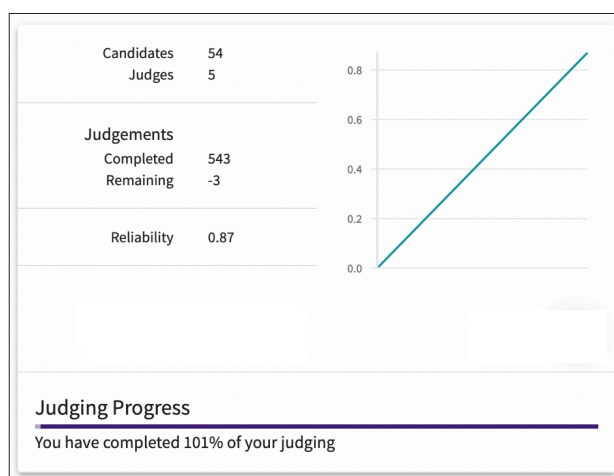 Candidates 54
Judges 5
Judgements
Completed 543
Remaining -3
Reliability 0.87
0.8
0.6
0.4
0.2
0.0
Judging Progress
You have completed 101% of your judging